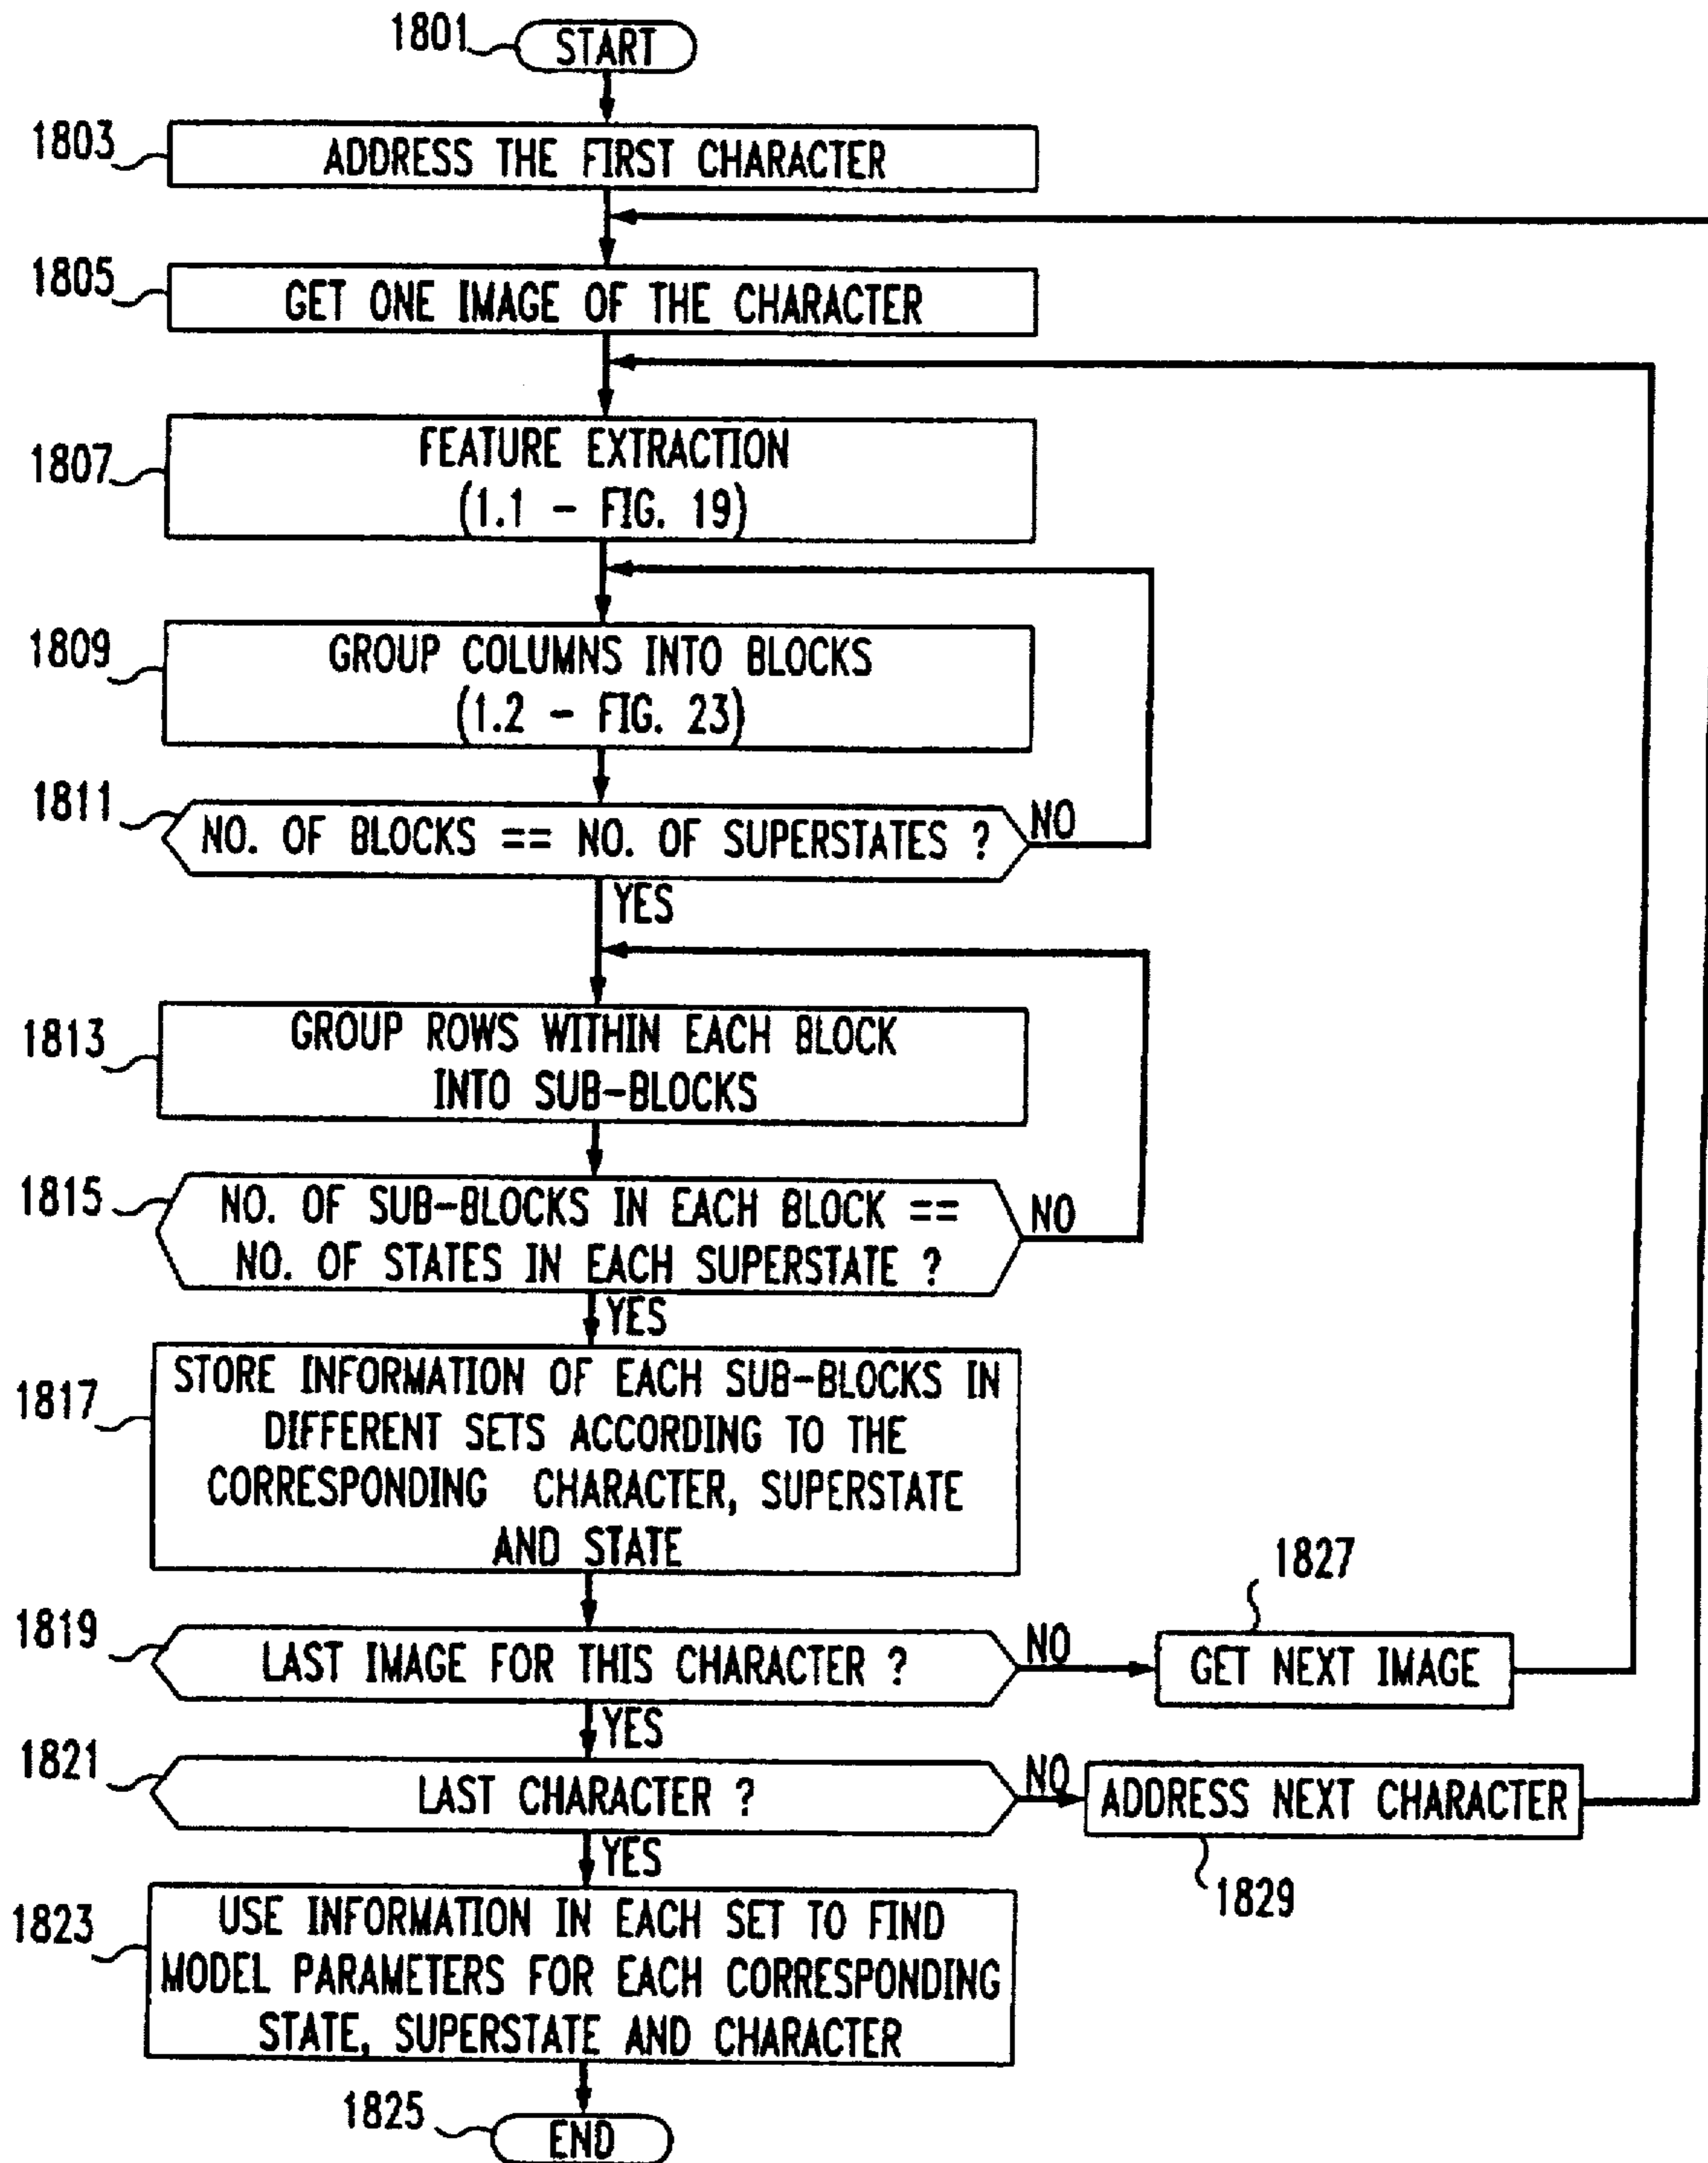 1801
START
1803
ADDRESS THE FIRST CHARACTER
1805
GET ONE IMAGE OF THE CHARACTER
1807
FEATURE EXTRACTION
(1.1 - FIG. 19)
1809
GROUP COLUMNS INTO BLOCKS
(1.2 - FIG. 23)
1811
NO. OF BLOCKS == NO. OF SUPERSTATES ?
NO
YES
1813
GROUP ROWS WITHIN EACH BLOCK
INTO SUB-BLOCKS
1815
NO. OF SUB-BLOCKS IN EACH BLOCK ==
NO. OF STATES IN EACH SUPERSTATE ?
NO
YES
1817
STORE INFORMATION OF EACH SUB-BLOCKS IN
DIFFERENT SETS ACCORDING TO THE
CORRESPONDING CHARACTER, SUPERSTATE
AND STATE
1819
LAST IMAGE FOR THIS CHARACTER ?
NO
1827
GET NEXT IMAGE
YES
1821
LAST CHARACTER ?
NO
ADDRESS NEXT CHARACTER
1829
YES
1823
USE INFORMATION IN EACH SET TO FIND
MODEL PARAMETERS FOR EACH CORRESPONDING
STATE, SUPERSTATE AND CHARACTER
1825
END